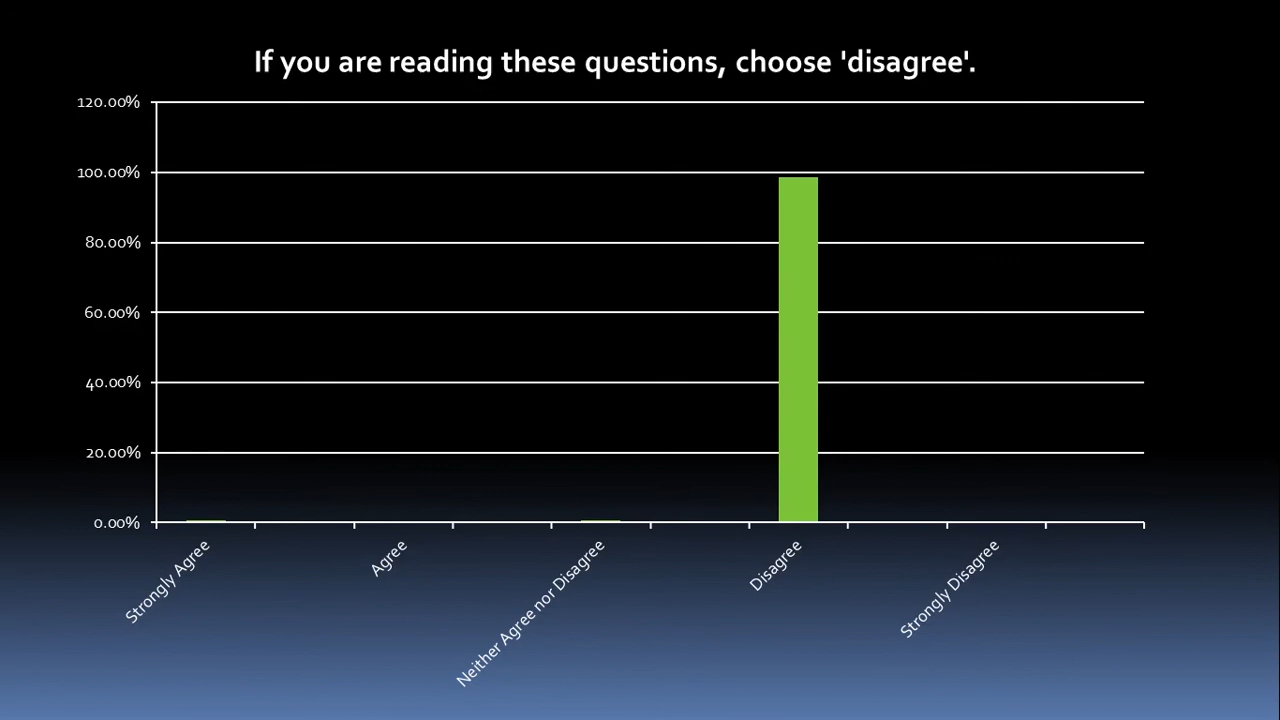 If you are reading these questions, choose 'disagree'.
120.00%
100.00%
80.00%
60.00%
40.00%
20.00%
0.00%
Strongly Agree
Agree
Neither Agree nor Disagree
Disagree
Strongly Disagree